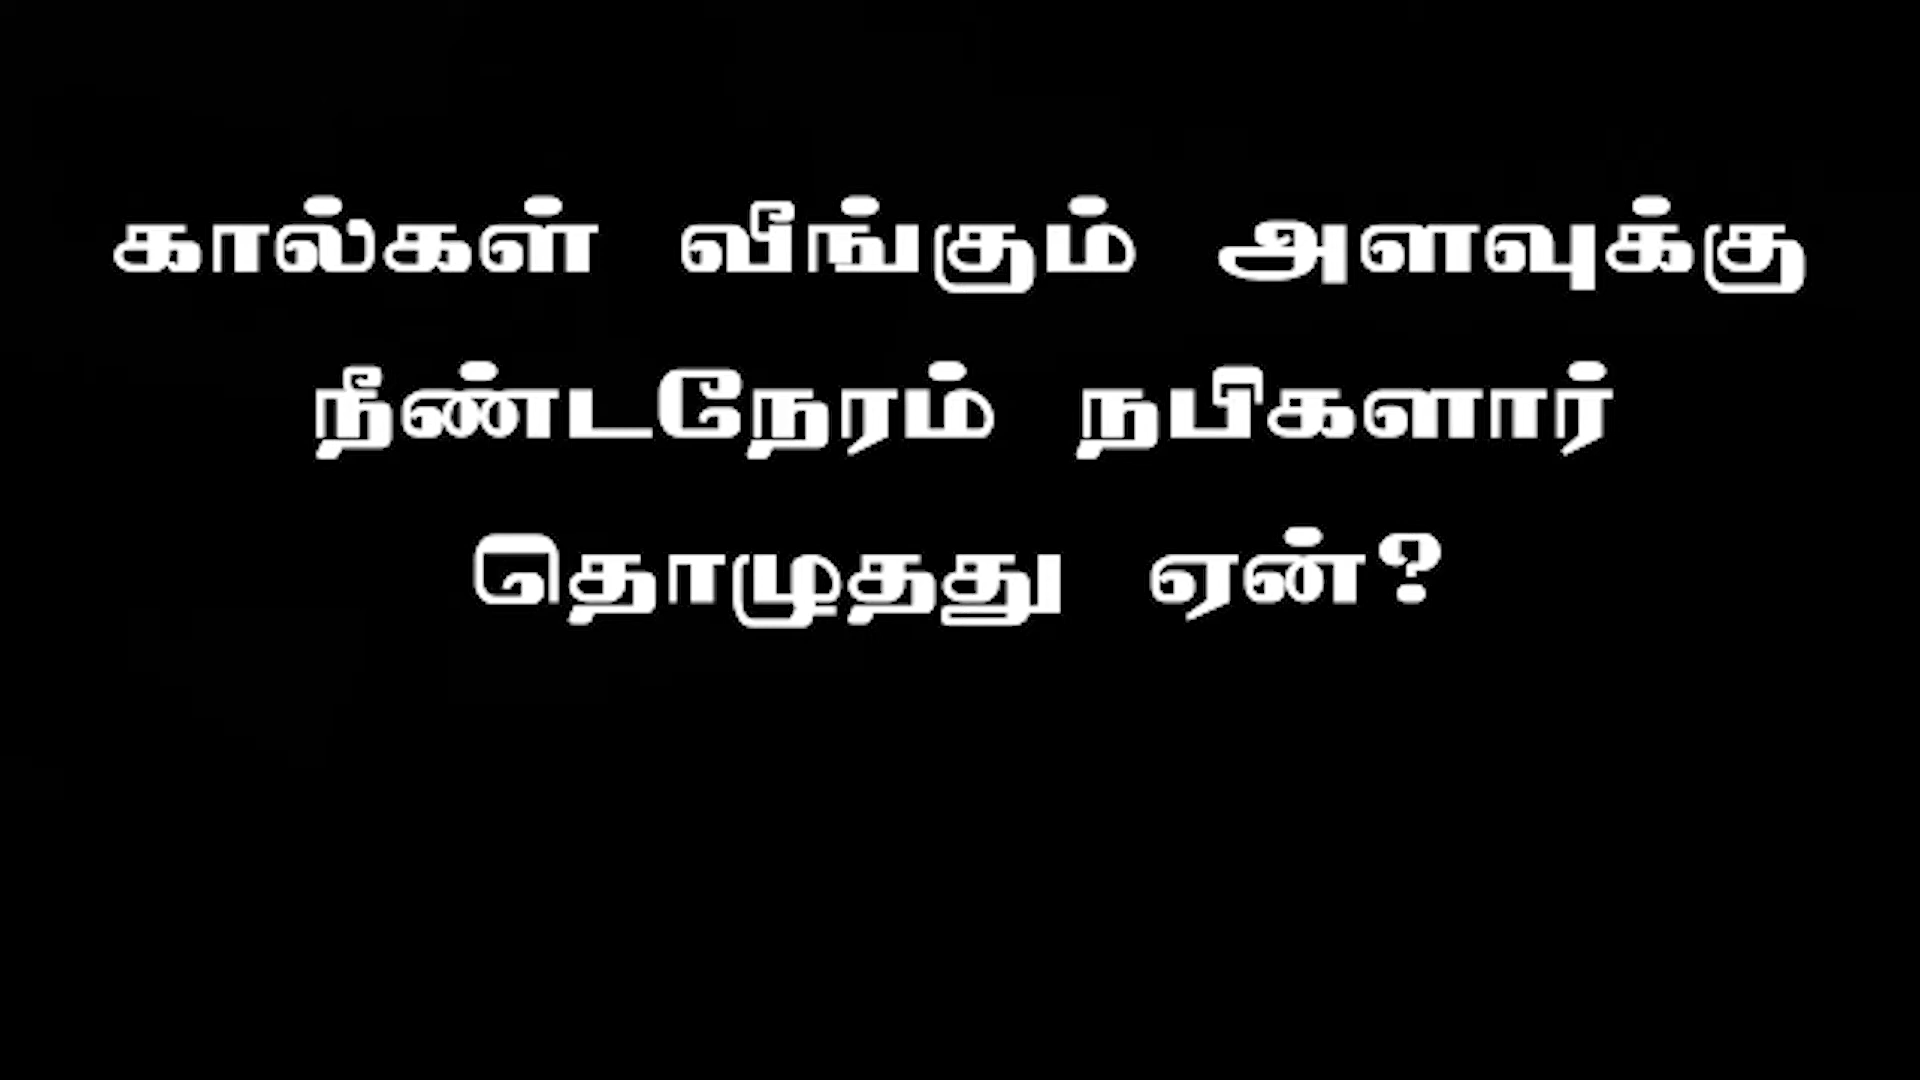 கால்கள் வீங்கும் அளவுக்கு
நீண்டநேரம் நபிகளார்
தொழுதது ஏன்?